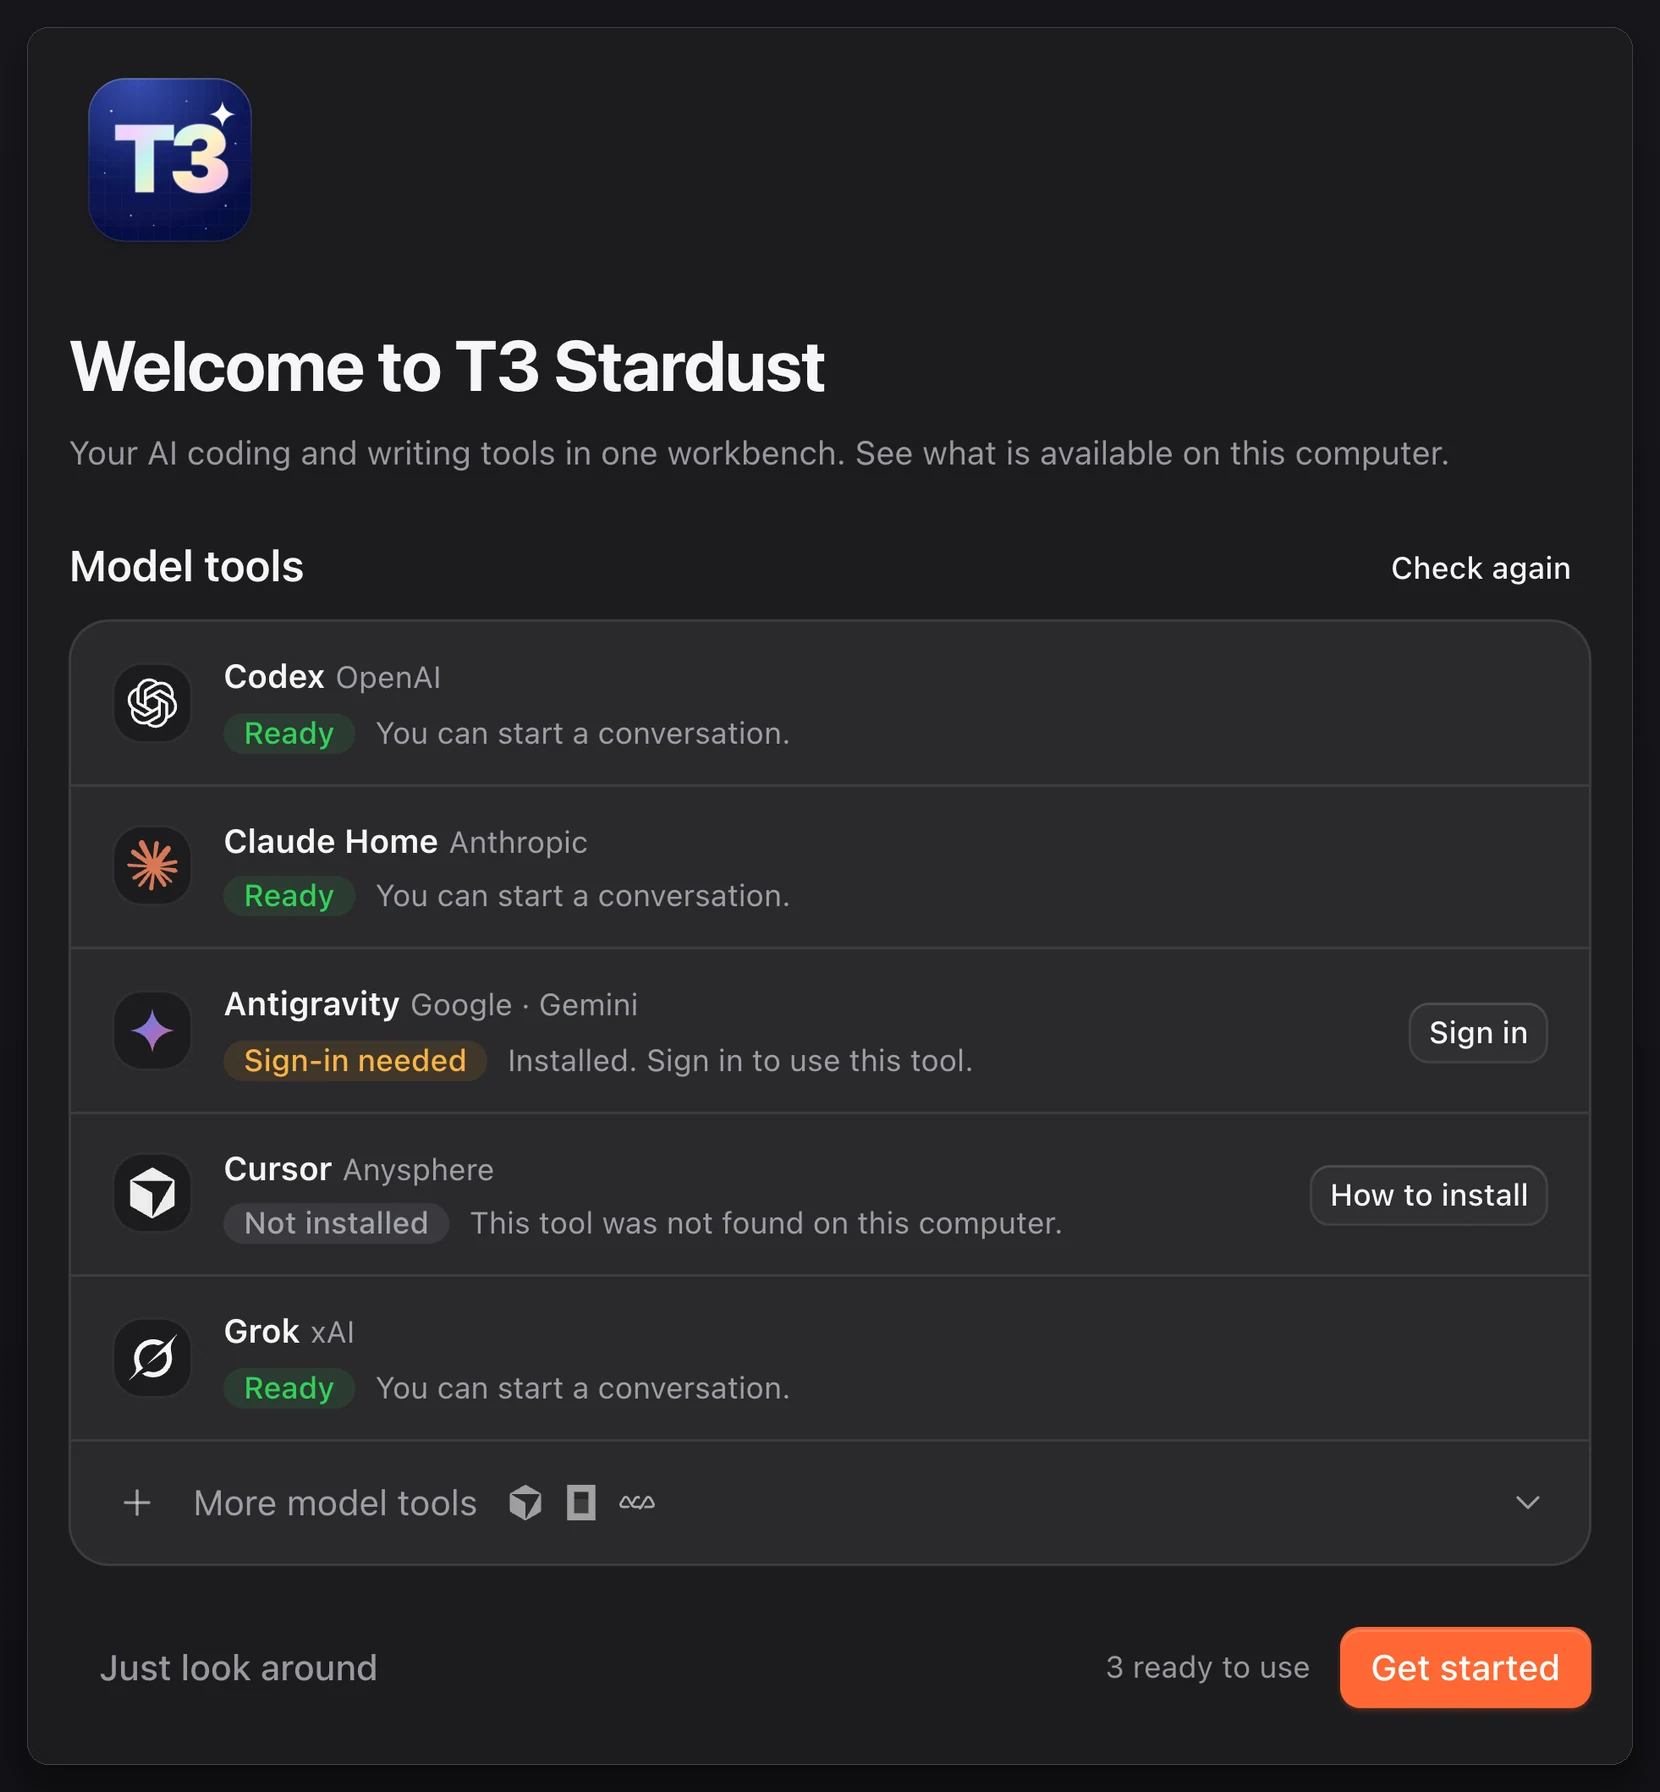 T3
Welcome to T3 Stardust
Your AI coding and writing tools in one workbench. See what is available on this computer.
Model tools
Check again
Codex OpenAI
Ready You can start a conversation.
Claude Home Anthropic
Ready You can start a conversation.
Antigravity Google · Gemini
Sign-in needed Installed. Sign in to use this tool.
Sign in
Cursor Anysphere
Not installed This tool was not found on this computer.
How to install
Grok xAI
Ready You can start a conversation.
More model tools
Just look around
3 ready to use
Get started